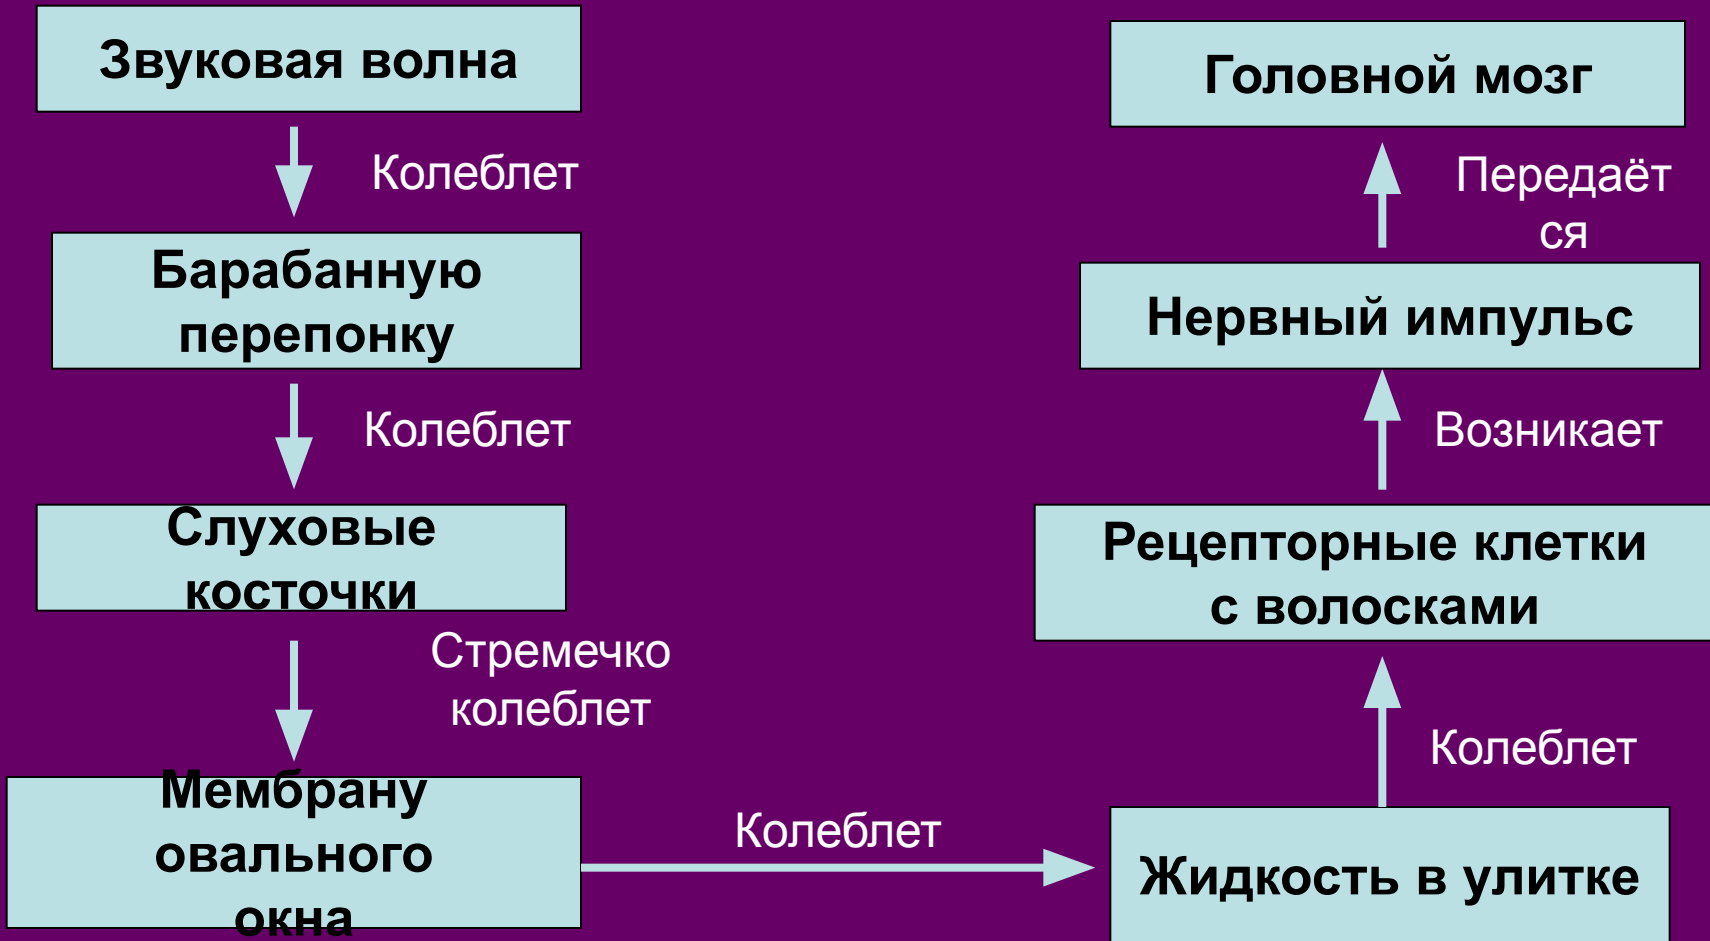 Звуковая волна
Колеблет
Барабанную
перепонку
Колеблет
Слуховые
косточки
Стремечко
колеблет
Мембрану
овального
окна
Колеблет
Жидкость в улитке
Колеблет
Рецепторные клетки
с волосками
Возникает
Нервный импульс
Передаёт
ся
Головной мозг